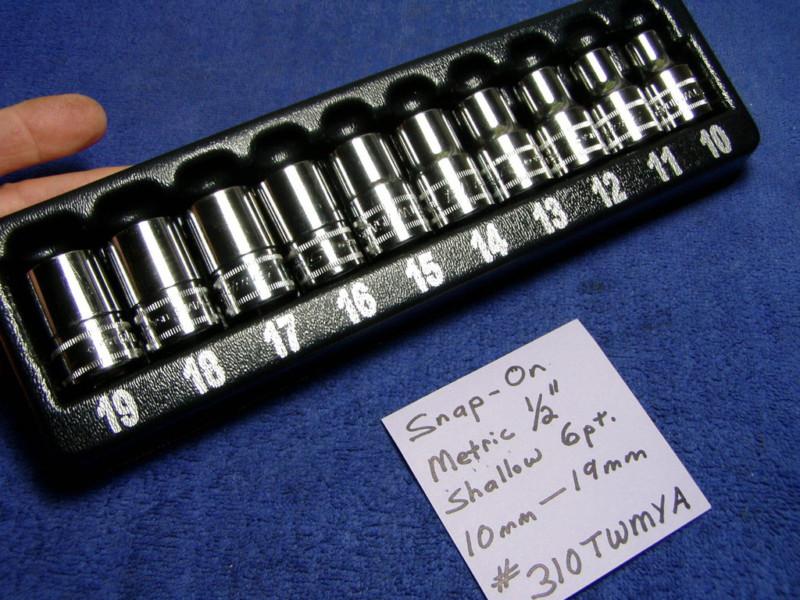 19 18 17 16 15 14 13 12 11 10
Snap-On
Metric 1/2"
Shallow 6pt.
10mm - 19mm
# 310TWMYA